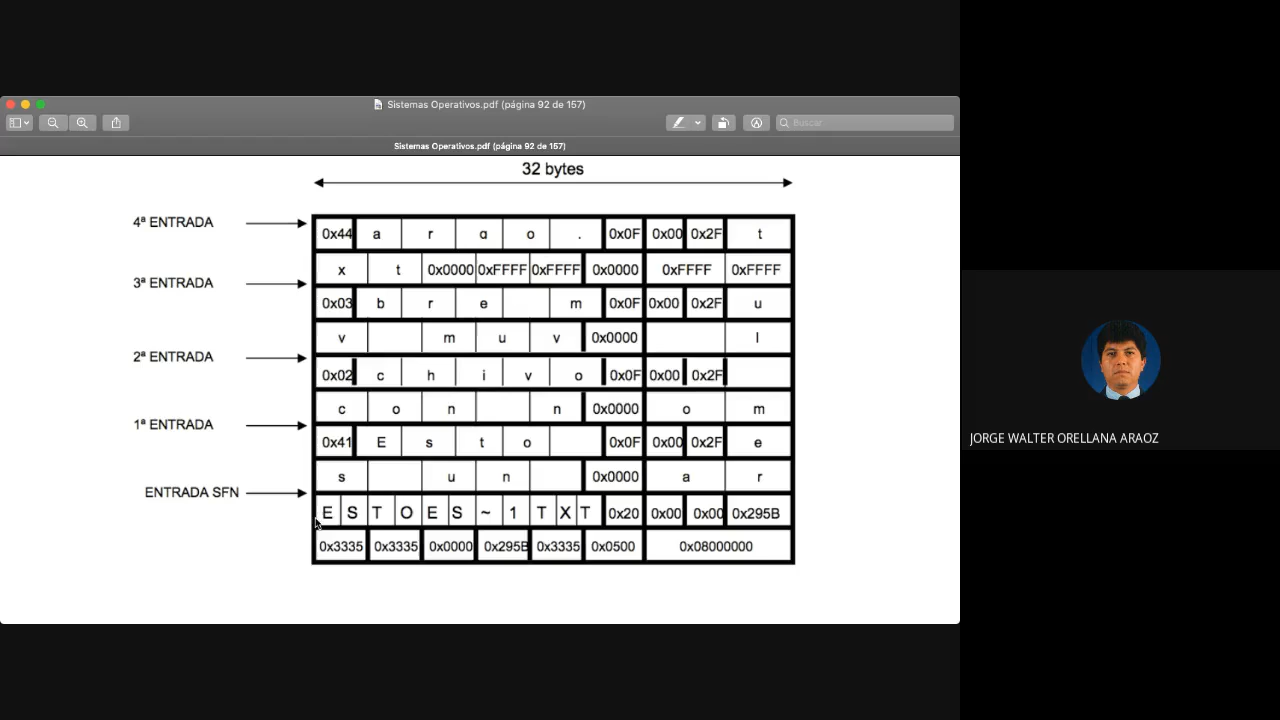 Sistemas Operativos.pdf (página 92 de 157)
Buscar
Sistemas Operativos.pdf (página 92 de 157)
32 bytes
4ª ENTRADA
0x44 a r g o . 0x0F 0x00 0x2F t
x t 0x0000 0xFFFF 0xFFFF 0x0000 0xFFFF 0xFFFF
3ª ENTRADA
0x03 b r e m 0x0F 0x00 0x2F u
v m u v 0x0000 l
2ª ENTRADA
0x02 c h i v o 0x0F 0x00 0x2F
c o n n 0x0000 o m
1ª ENTRADA
0x41 E s t o 0x0F 0x00 0x2F e
s u n 0x0000 a r
ENTRADA SFN
E S T O E S ~ 1 T X T 0x20 0x00 0x00 0x295B
0x3335 0x3335 0x0000 0x295B 0x3335 0x0500 0x08000000
JORGE WALTER ORELLANA ARAOZ